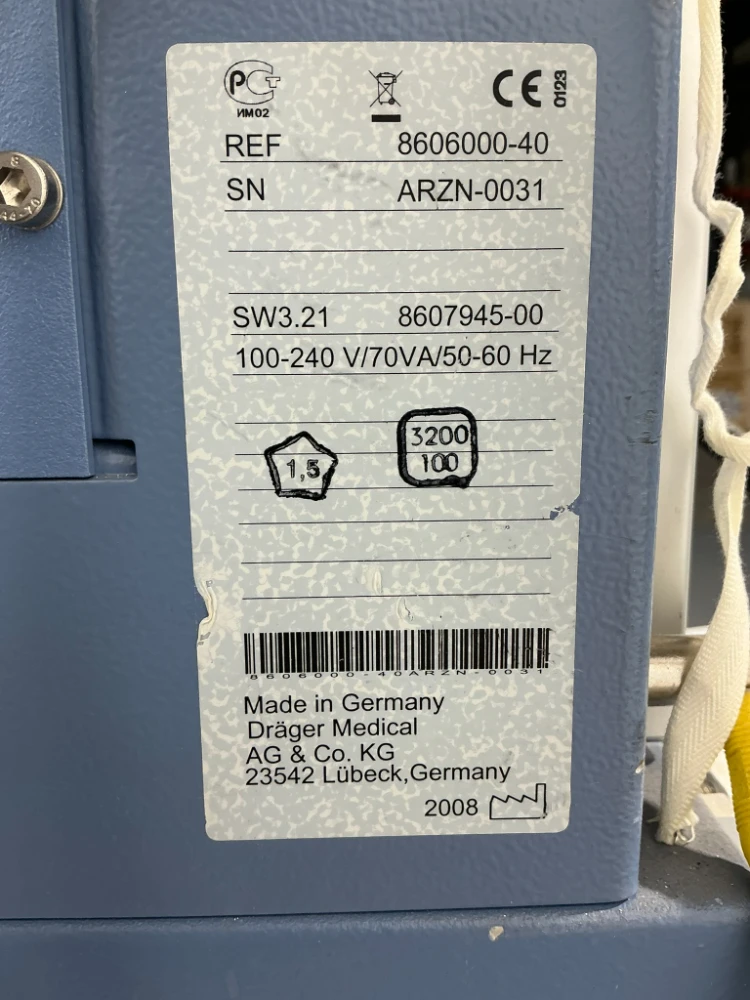 РСТ
ИМ02
CE 0123
REF 8606000-40
SN ARZN-0031
SW3.21 8607945-00
100-240 V/70VA/50-60 Hz
1,5
3200
100
8606000-40ARZN-0031
Made in Germany
Dräger Medical
AG & Co. KG
23542 Lübeck,Germany
2008